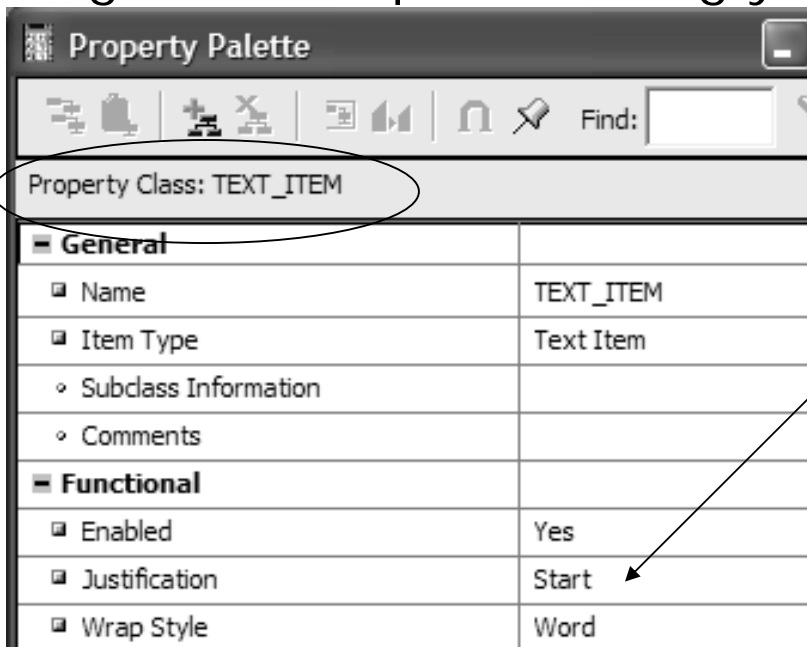 Property Palette
Find:
Property Class: TEXT_ITEM
General
Name TEXT_ITEM
Item Type Text Item
Subclass Information
Comments
Functional
Enabled Yes
Justification Start
Wrap Style Word